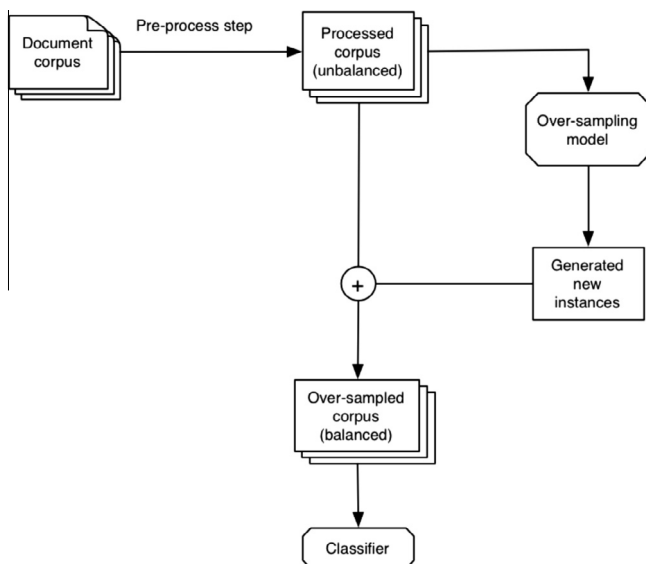 Document
corpus
Pre-process step
Processed
corpus
(unbalanced)
Over-sampling
model
Generated
new
instances
+
Over-sampled
corpus
(balanced)
Classifier